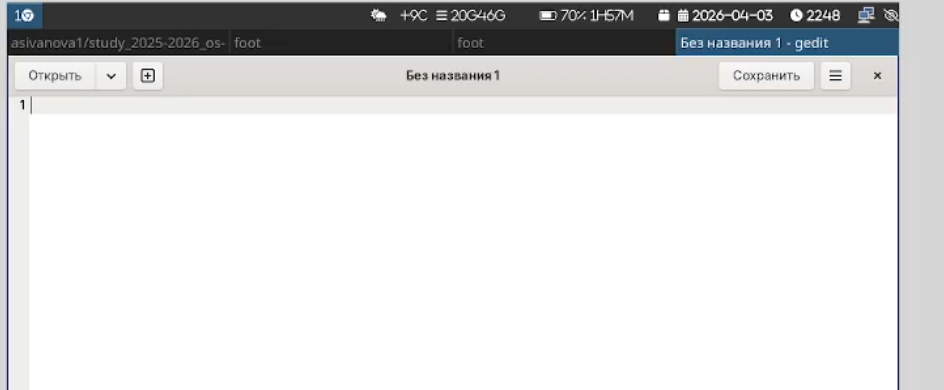 1
+9C 20G46G 70% 1H57M 2026-04-03 2248
asivanova1/study_2025-2026_os- foot foot Без названия 1 - gedit
Открыть Без названия 1 Сохранить
1